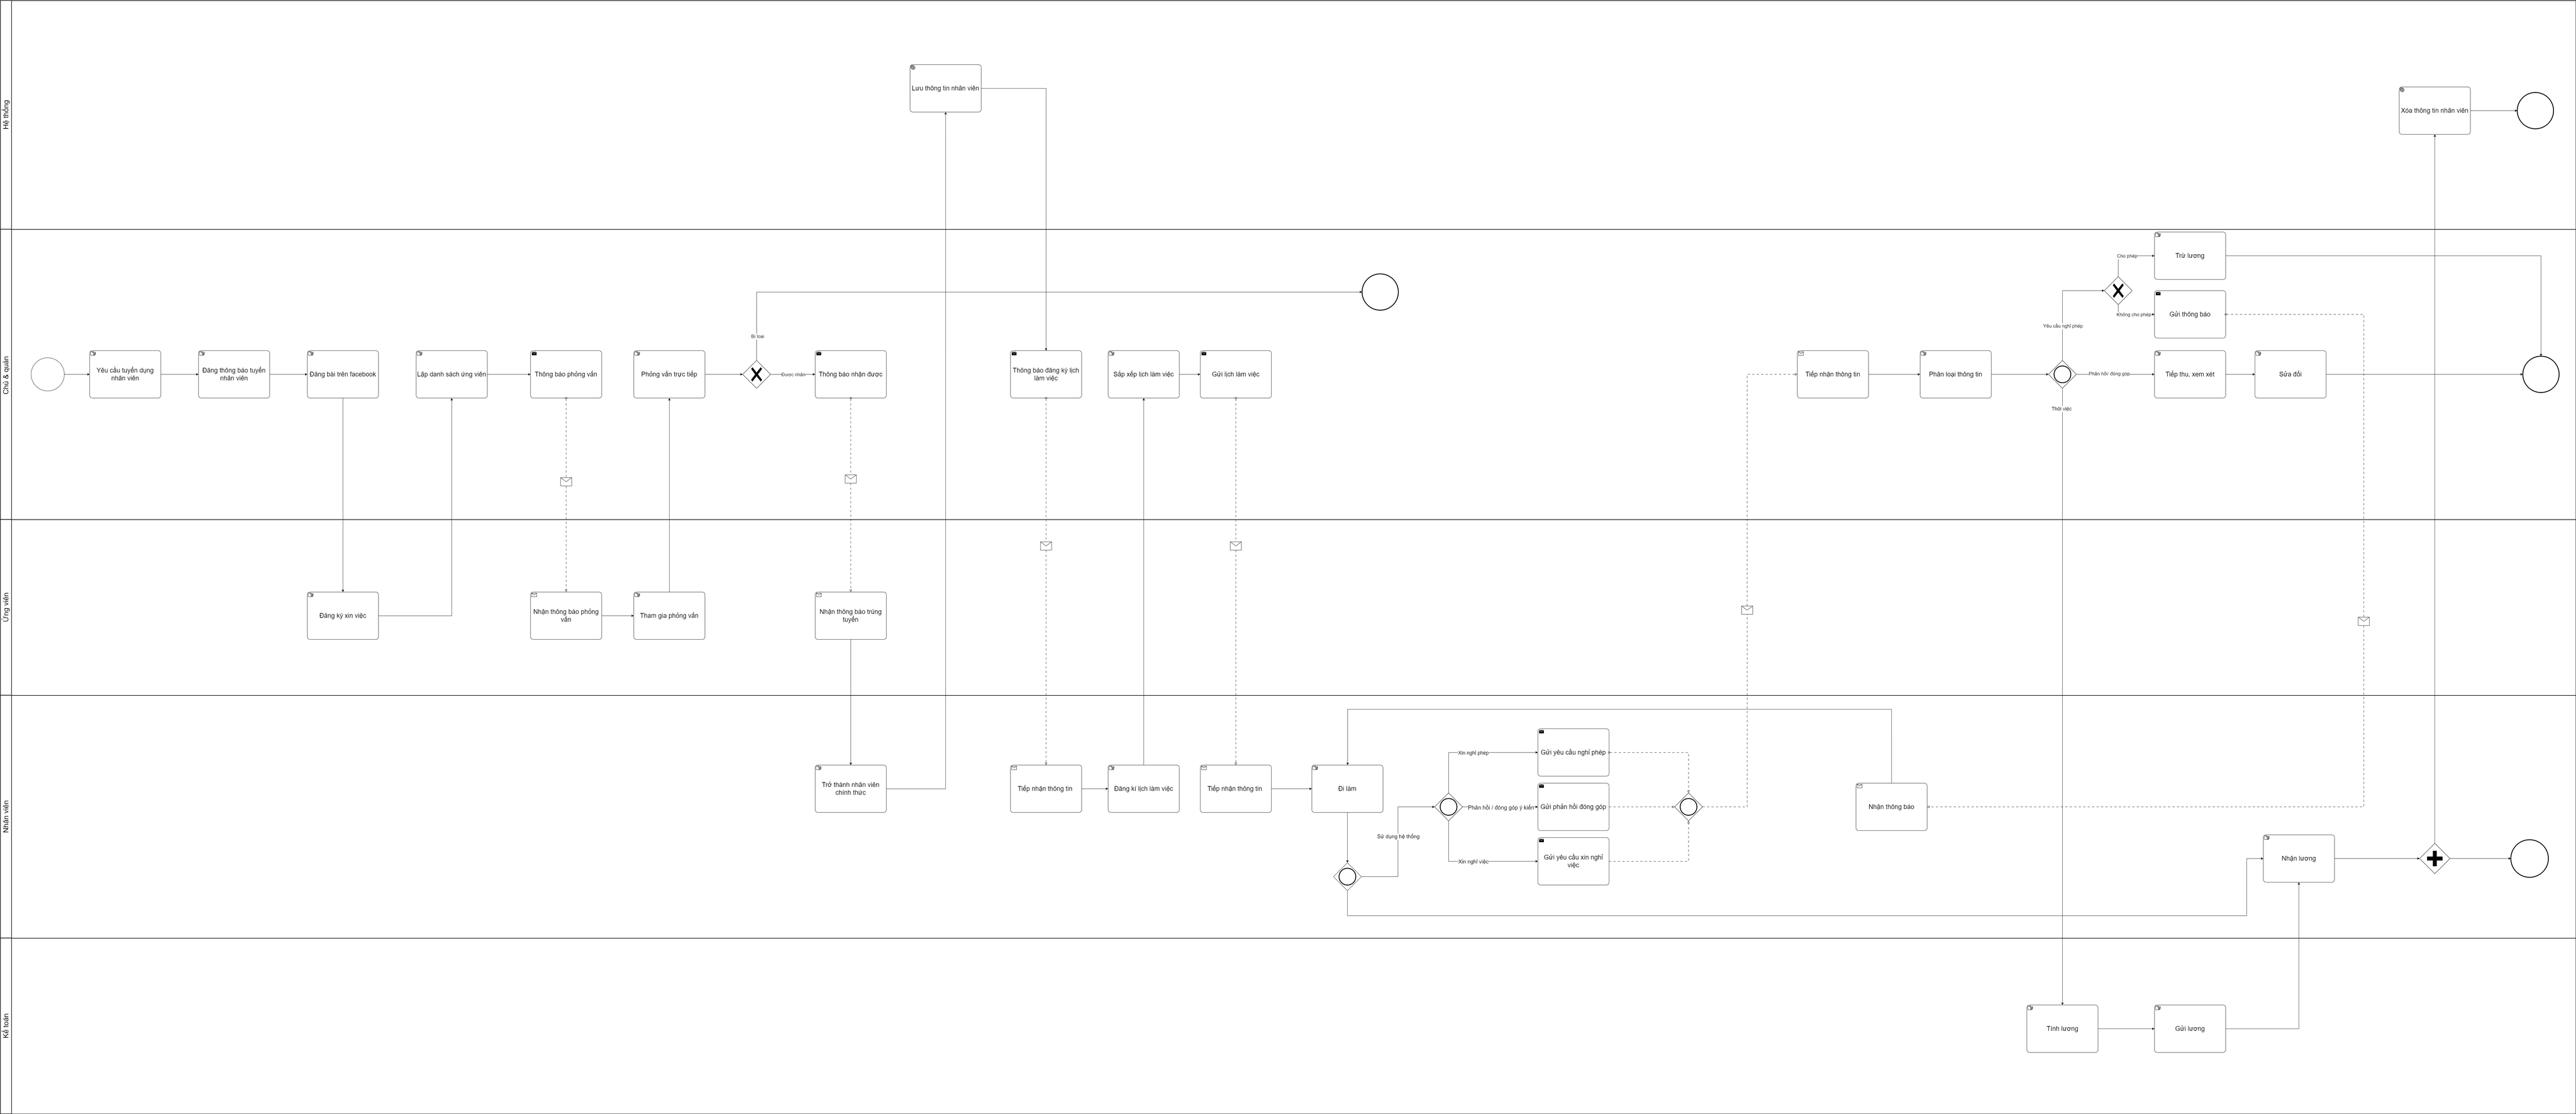 Hệ thống
Lưu thông tin nhân viên
Xóa thông tin nhân viên
Chủ & quản
Yêu cầu tuyển dụng
nhân viên
Đăng thông báo tuyển
nhân viên
Đăng bài trên facebook
Lập danh sách ứng viên
Thông báo phỏng vấn
Phỏng vấn trực tiếp
Bị loại
Được nhận
Thông báo nhận được
Thông báo đăng ký lịch
làm việc
Sắp xếp lịch làm việc
Gửi lịch làm việc
Tiếp nhận thông tin
Phân loại thông tin
Yêu cầu nghỉ phép
Cho phép
Trừ lương
Không cho phép
Gửi thông báo
Phản hồi/ đóng góp
Tiếp thu, xem xét
Sửa đổi
Thôi việc
Ứng viên
Đăng ký xin việc
Nhận thông báo phỏng
vấn
Tham gia phỏng vấn
Nhận thông báo trúng
tuyển
Nhân viên
Trở thành nhân viên
chính thức
Tiếp nhận thông tin
Đăng kí lịch làm việc
Tiếp nhận thông tin
Đi làm
Sử dụng hệ thống
Xin nghỉ phép
Gửi yêu cầu nghỉ phép
Phản hồi / đóng góp ý kiến
Gửi phản hồi đóng góp
Xin nghỉ việc
Gửi yêu cầu xin nghỉ
việc
Nhận thông báo
Nhận lương
Kế toán
Tính lương
Gửi lương